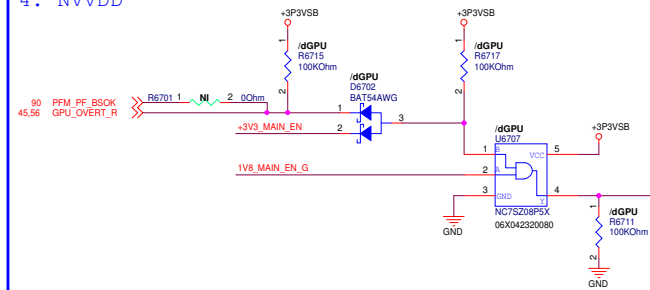 4. NVVDD
+3P3VSB
+3P3VSB
/dGPU
R6715
100KOhm
1
2
/dGPU
R6717
100KOhm
1
2
/dGPU
D6702
BAT54AWG
90 PFM_PF_BSOK
R6701 1 NI 2 0Ohm
45,56 GPU_OVERT_R
1
3
+3V3_MAIN_EN
2
/dGPU
U6707
+3P3VSB
1 B
VCC 5
1V8_MAIN_EN_G
2 A
3 GND
Y 4
NC7SZ08P5X
06X042320080
GND
/dGPU
R6711
100KOhm
1
2
GND